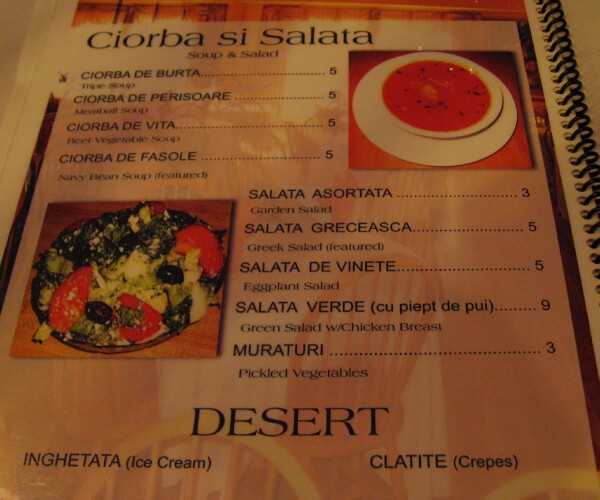 Ciorba si Salata
Soup & Salad
CIORBA DE BURTA.............................. 5
Tripe Soup
CIORBA DE PERISOARE ...................... 5
Meatball Soup
CIORBA DE VITA................................... 5
Beef Vegetable Soup
CIORBA DE FASOLE ............................ 5
Navy Bean Soup (featured)
SALATA ASORTATA ............................. 3
Garden Salad
SALATA GRECEASCA........................... 5
Greek Salad (featured)
SALATA DE VINETE............................... 5
Eggplant Salad
SALATA VERDE (cu piept de pui)......... 9
Green Salad w/Chicken Breast
MURATURI ............................................. 3
Pickled Vegetables
DESERT
INGHETATA (Ice Cream)
CLATITE (Crepes)